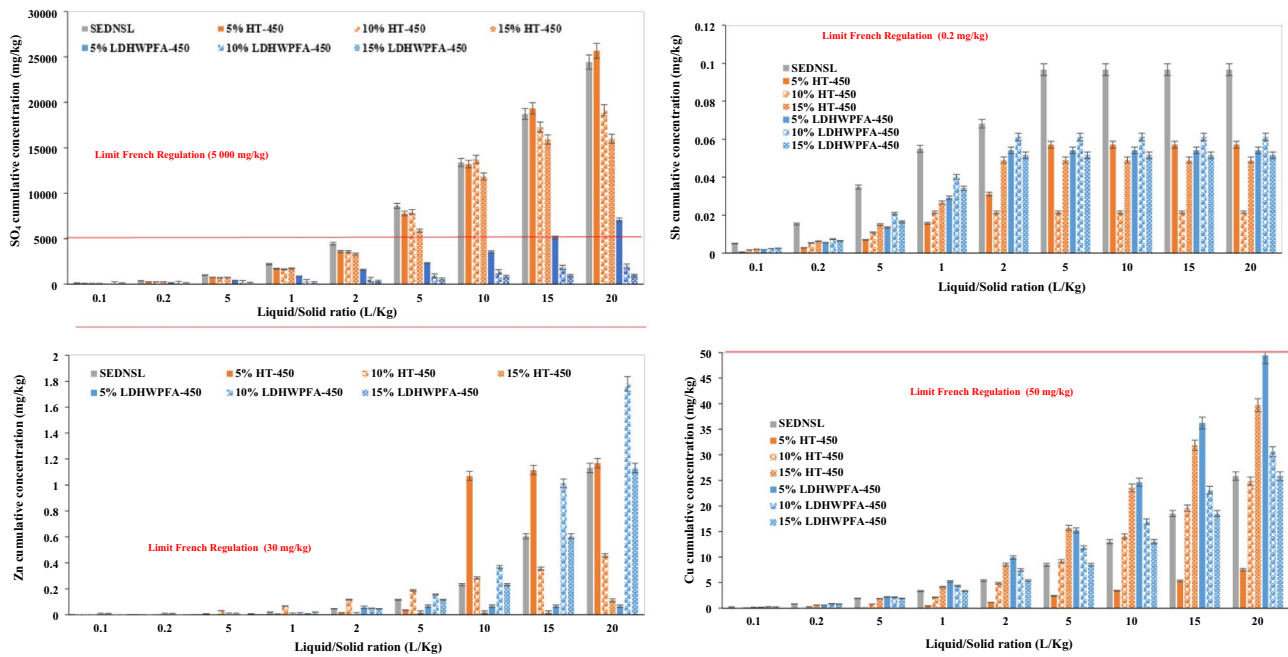 SEDNSL 5% HT-450 10% HT-450 15% HT-450
5% LDHWPFA-450 10% LDHWPFA-450 15% LDHWPFA-450
SO4 cumulative concentration (mg/kg)
30000
25000
20000
15000
10000
5000
0
Limit French Regulation (5 000 mg/kg)
0.1 0.2 5 1 2 5 10 15 20
Liquid/Solid ratio (L/Kg)
Limit French Regulation (0.2 mg/kg)
Sb cumulative concentration (mg/kg)
0.12
0.1
0.08
0.06
0.04
0.02
0
SEDNSL
5% HT-450
10% HT-450
15% HT-450
5% LDHWPFA-450
10% LDHWPFA-450
15% LDHWPFA-450
0.1 0.2 5 1 2 5 10 15 20
Liquid/Solid ration (L/Kg)
Zn cumulative concentration (mg/kg)
2
1.8
1.6
1.4
1.2
1
0.8
0.6
0.4
0.2
0
SEDNSL 5% HT-450 10% HT-450 15% HT-450
5% LDHWPFA-450 10% LDHWPFA-450 15% LDHWPFA-450
Limit French Regulation (30 mg/kg)
0.1 0.2 5 1 2 5 10 15 20
Liquid/Solid ration (L/Kg)
Cu cumulative concentration (mg/kg)
50
45
40
35
30
25
20
15
10
5
0
Limit French Regulation (50 mg/kg)
SEDNSL
5% HT-450
10% HT-450
15% HT-450
5% LDHWPFA-450
10% LDHWPFA-450
15% LDHWPFA-450
0.1 0.2 5 1 2 5 10 15 20
Liquid/Solid ration (L/Kg)